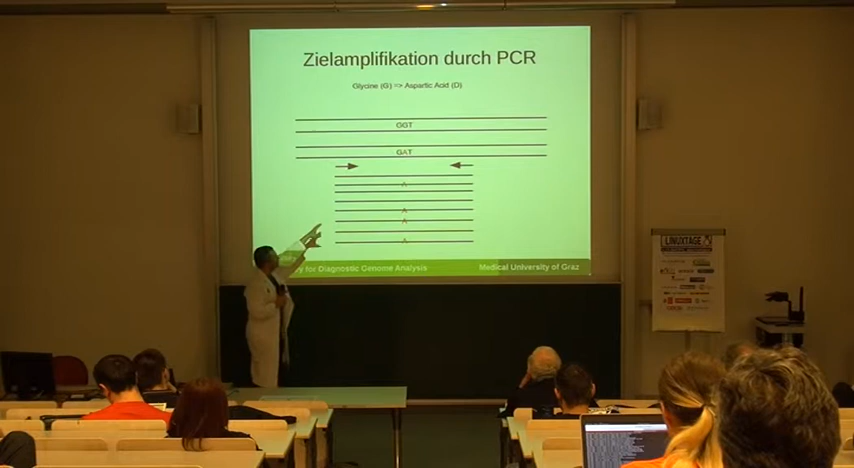 Zielamplifikation durch PCR
Glycine (G) => Aspartic Acid (D)
GGT
GAT
A
A
A
A
for Diagnostic Genome Analysis
Medical University of Graz
LINUXTAGE